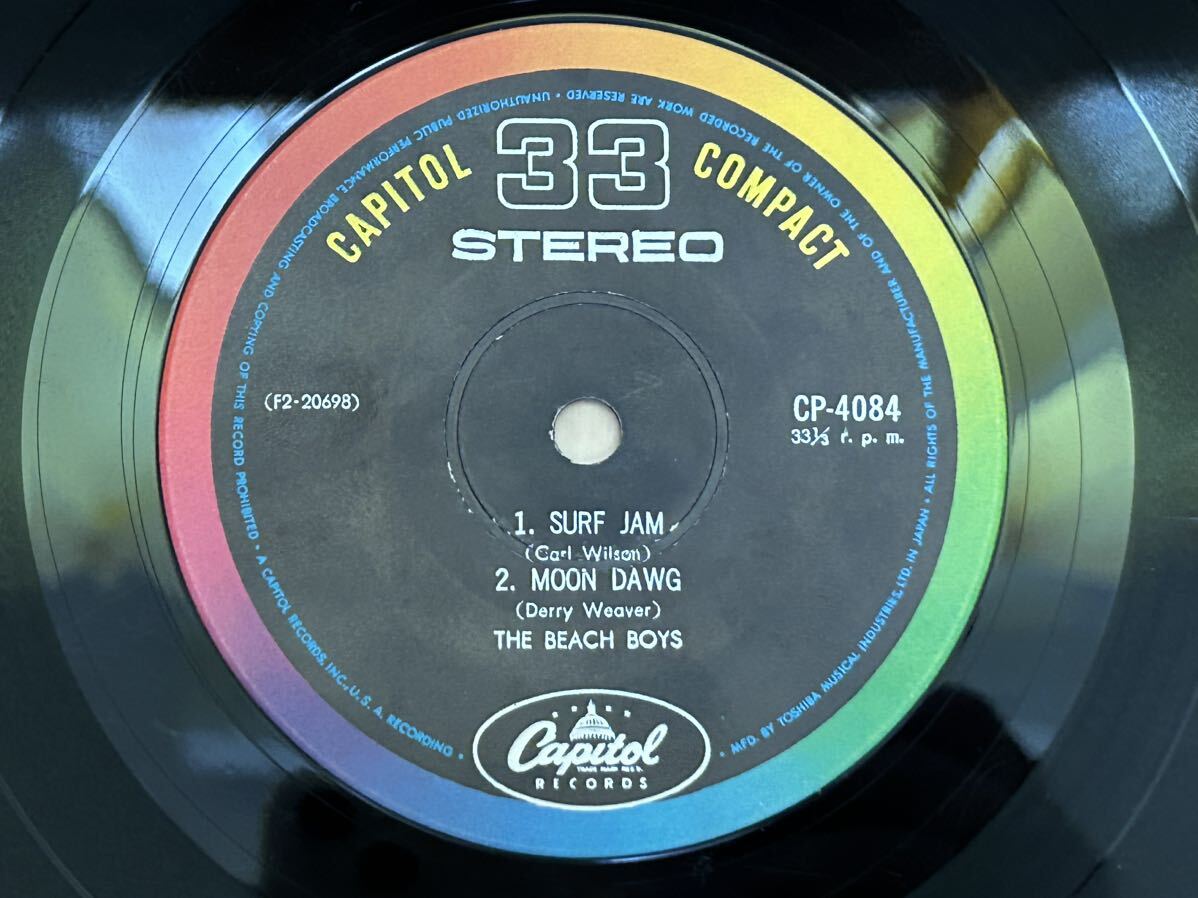 CAPITOL 33 COMPACT
STEREO
(F2-20698)
CP-4084
33⅓ r. p. m.
1. SURF JAM
(Carl Wilson)
2. MOON DAWG
(Derry Weaver)
THE BEACH BOYS
Capitol
TRADE MARK REG.
RECORDS
MFD. BY TOSHIBA MUSICAL INDUSTRIES, LTD. IN JAPAN • ALL RIGHTS OF THE MANUFACTURER AND OF THE OWNER OF THE RECORDED WORK ARE RESERVED • UNAUTHORIZED PUBLIC PERFORMANCE, BROADCASTING AND COPYING OF THIS RECORD PROHIBITED • A CAPITOL RECORDS, INC., U. S. A. RECORDING •